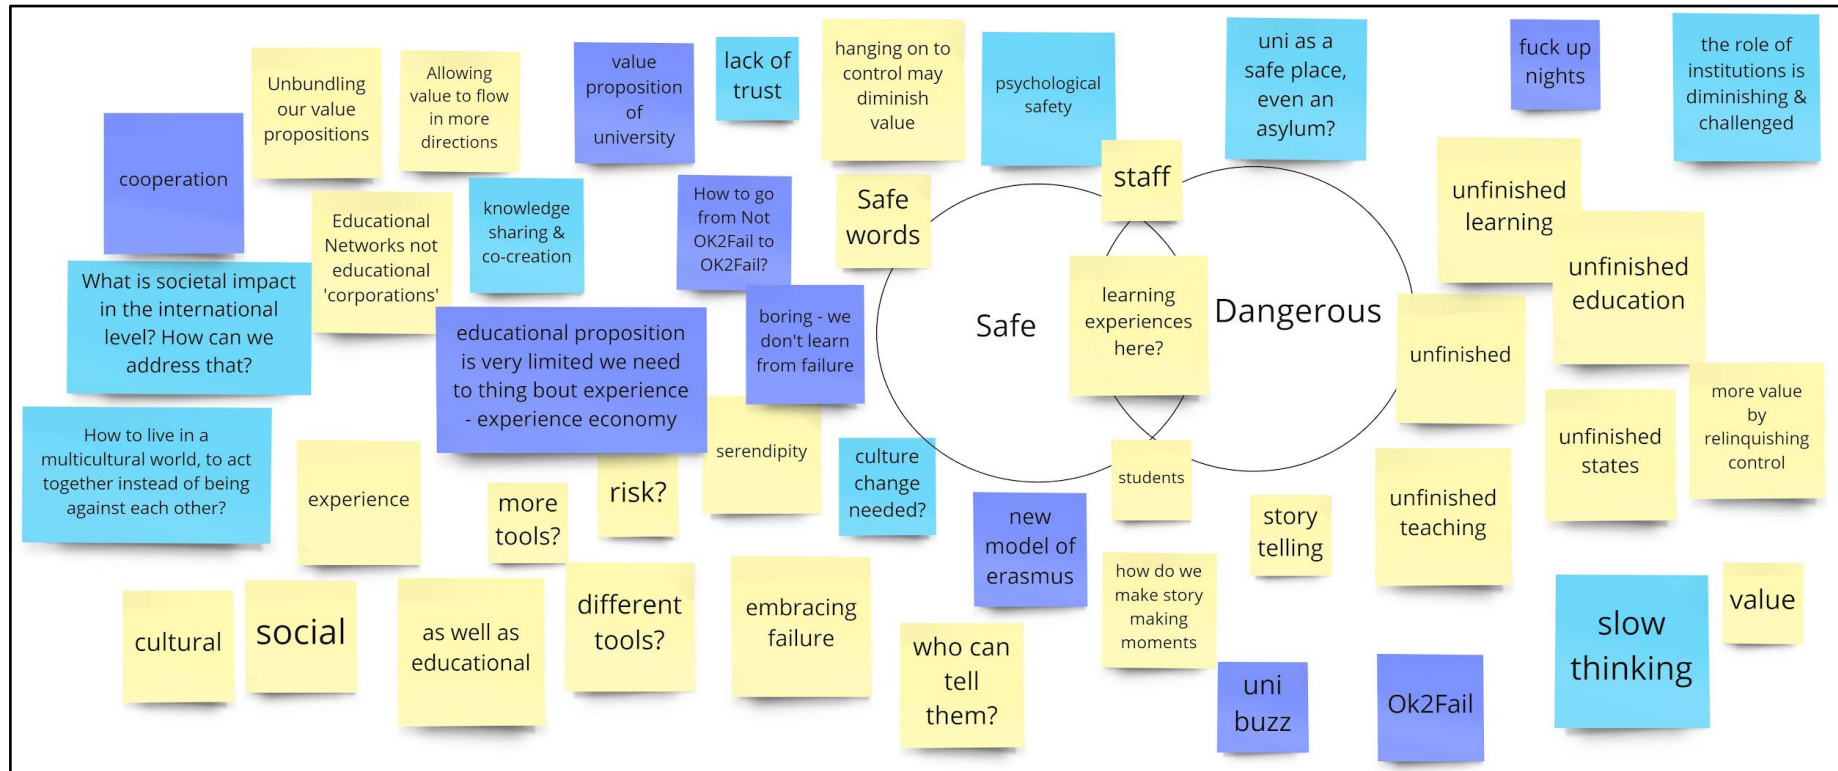 cooperation
Unbundling
our value
propositions
Allowing
value to flow
in more
directions
value
proposition
of
university
lack of
trust
hanging on to
control may
diminish
value
psychological
safety
uni as a
safe place,
even an
asylum?
fuck up
nights
the role of
institutions is
diminishing &
challenged
What is societal impact
in the international
level? How can we
address that?
Educational
Networks not
educational
'corporations'
knowledge
sharing &
co-creation
How to go
from Not
OK2Fail to
OK2Fail?
Safe
words
staff
unfinished
learning
unfinished
education
educational proposition
is very limited we need
to thing bout experience
- experience economy
boring - we
don't learn
from failure
Safe
learning
experiences
here?
Dangerous
unfinished
How to live in a
multicultural world, to act
together instead of being
against each other?
experience
more
tools?
risk?
serendipity
culture
change
needed?
students
unfinished
teaching
unfinished
states
more value
by
relinquishing
control
new
model of
erasmus
story
telling
cultural
social
as well as
educational
different
tools?
embracing
failure
who can
tell
them?
how do we
make story
making
moments
uni
buzz
Ok2Fail
slow
thinking
value